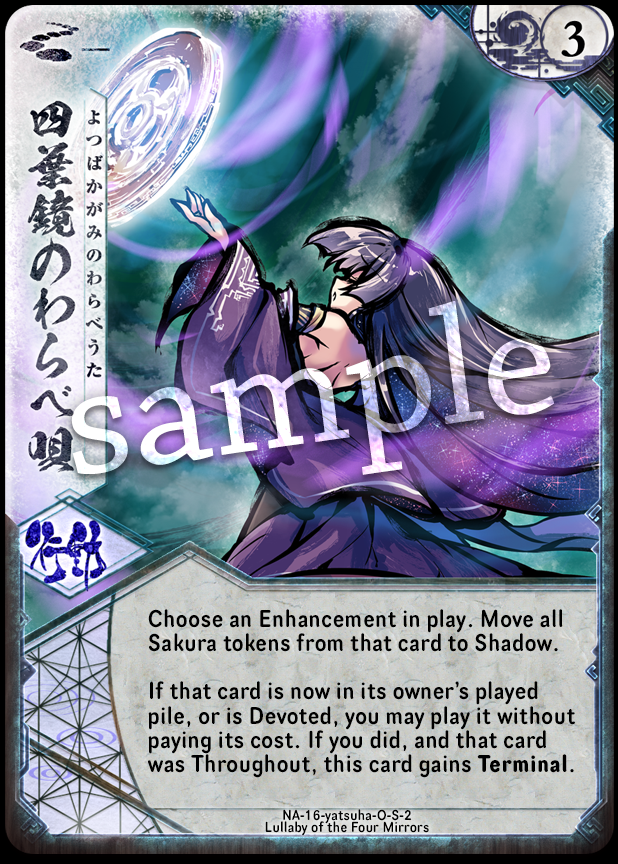 3
四葉鏡のわらべ唄
よつばかがみのわらべうた
sample
行動
Choose an Enhancement in play. Move all
Sakura tokens from that card to Shadow.
If that card is now in its owner's played
pile, or is Devoted, you may play it without
paying its cost. If you did, and that card
was Throughout, this card gains Terminal.
NA-16-yatsuha-O-S-2
Lullaby of the Four Mirrors